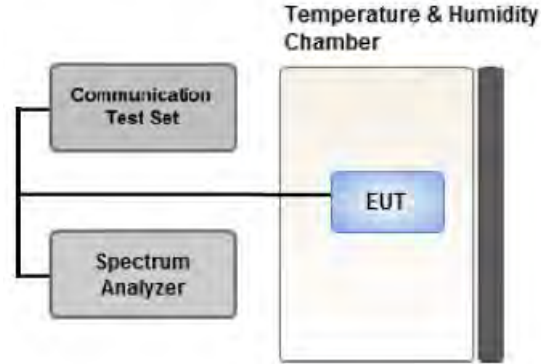 Temperature & Humidity
Chamber
Communication
Test Set
EUT
Spectrum
Analyzer